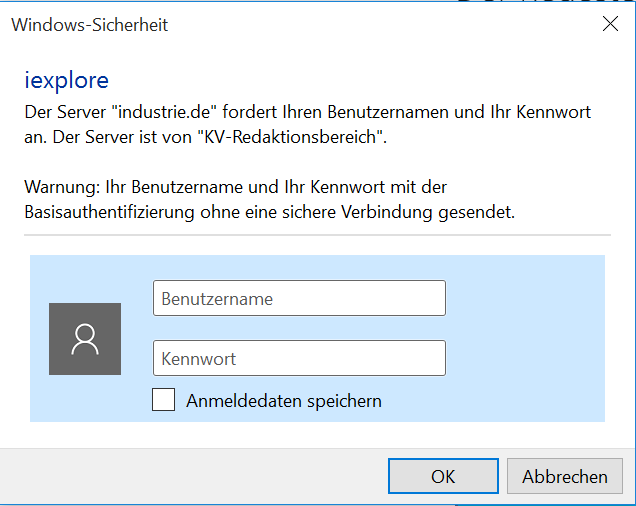 Windows-Sicherheit
iexplore
Der Server "industrie.de" fordert Ihren Benutzernamen und Ihr Kennwort
an. Der Server ist von "KV-Redaktionsbereich".
Warnung: Ihr Benutzername und Ihr Kennwort mit der
Basisauthentifizierung ohne eine sichere Verbindung gesendet.
Benutzername
Kennwort
Anmeldedaten speichern
OK
Abbrechen